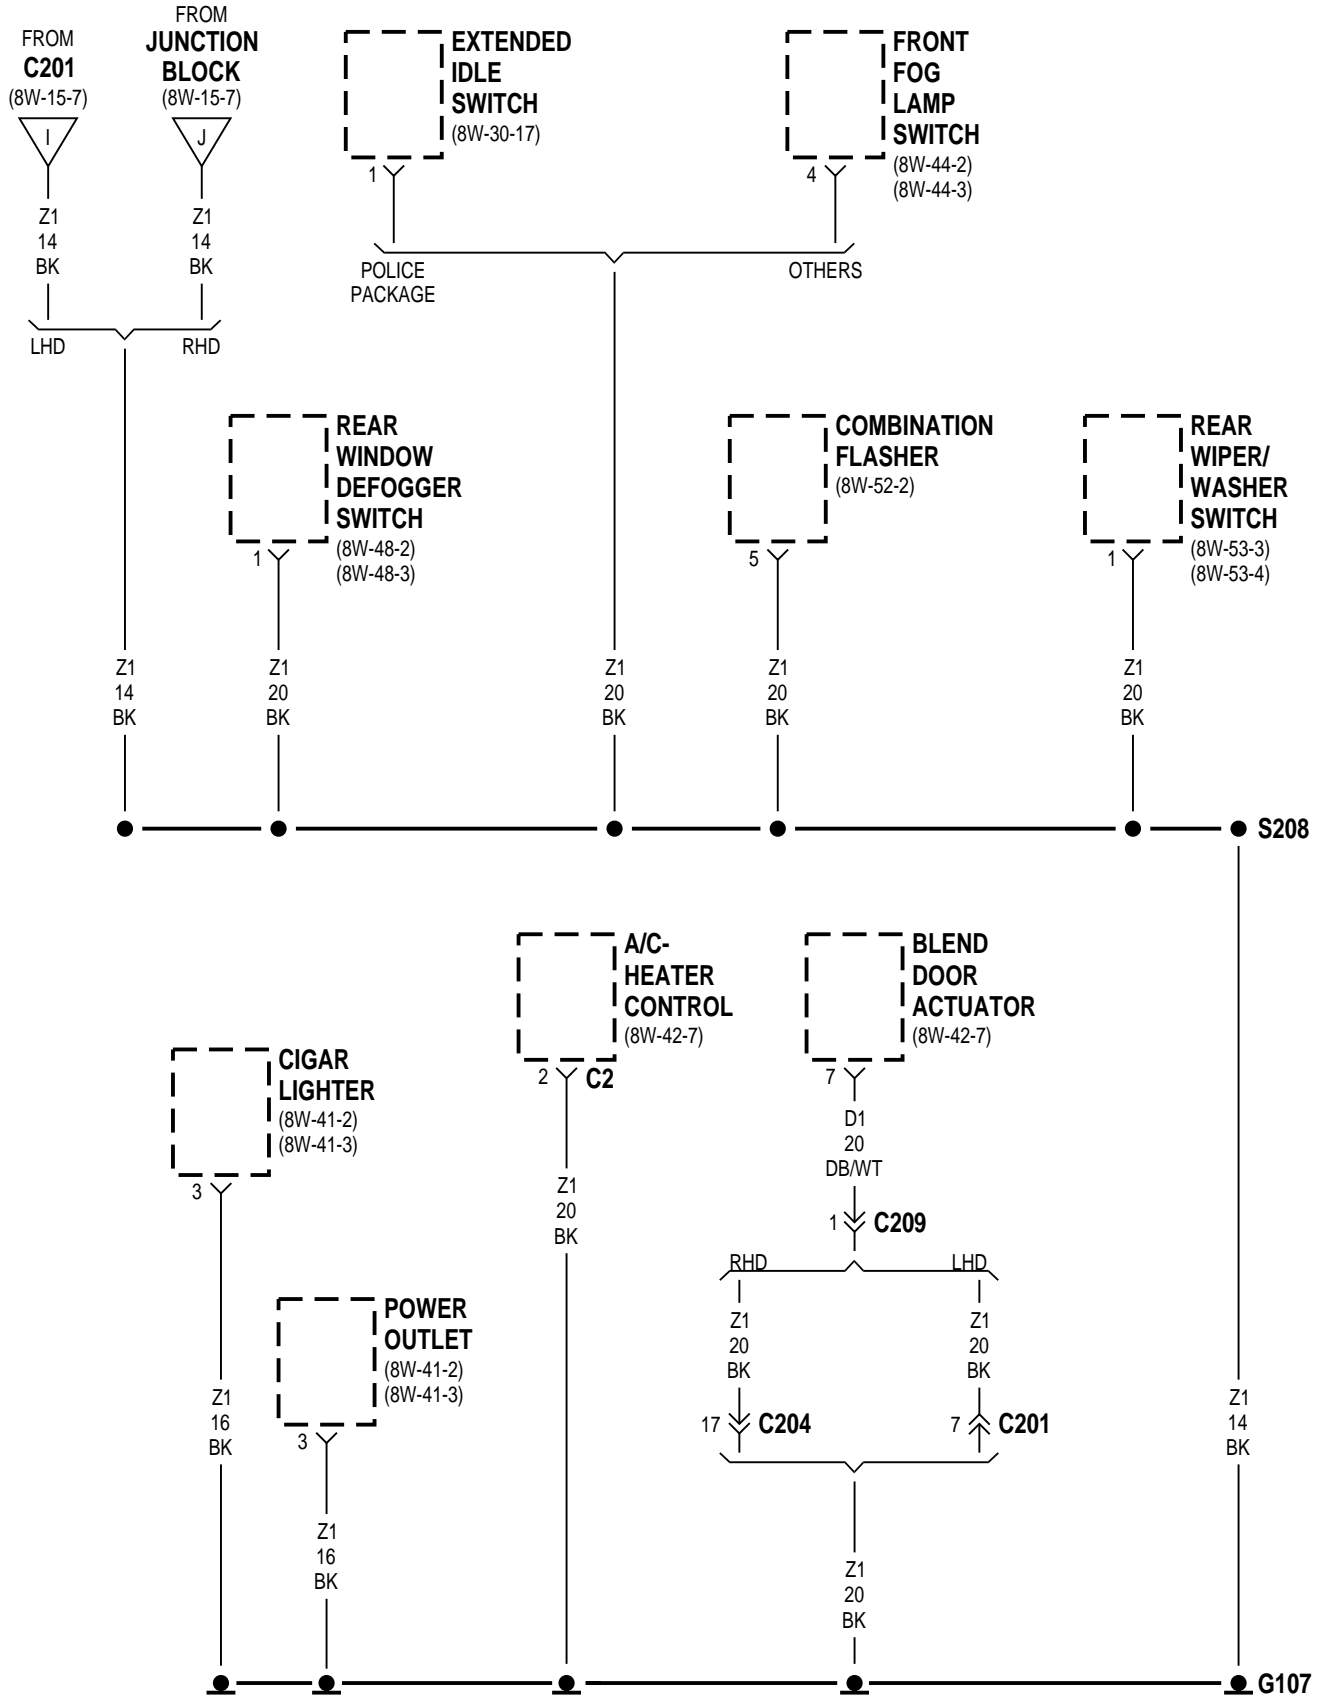 FROM
C201
(8W-15-7)
I
FROM
JUNCTION
BLOCK
(8W-15-7)
J
EXTENDED
IDLE
SWITCH
(8W-30-17)
1
FRONT
FOG
LAMP
SWITCH
(8W-44-2)
(8W-44-3)
4
Z1
14
BK
Z1
14
BK
POLICE
PACKAGE
OTHERS
LHD
RHD
REAR
WINDOW
DEFOGGER
SWITCH
(8W-48-2)
(8W-48-3)
1
COMBINATION
FLASHER
(8W-52-2)
5
REAR
WIPER/
WASHER
SWITCH
(8W-53-3)
(8W-53-4)
1
Z1
14
BK
Z1
20
BK
Z1
20
BK
Z1
20
BK
Z1
20
BK
S208
A/C-
HEATER
CONTROL
(8W-42-7)
2
C2
BLEND
DOOR
ACTUATOR
(8W-42-7)
7
CIGAR
LIGHTER
(8W-41-2)
(8W-41-3)
3
D1
20
DB/WT
Z1
20
BK
1
C209
RHD
LHD
POWER
OUTLET
(8W-41-2)
(8W-41-3)
3
Z1
20
BK
Z1
20
BK
Z1
16
BK
17
C204
7
C201
Z1
14
BK
Z1
16
BK
Z1
20
BK
G107